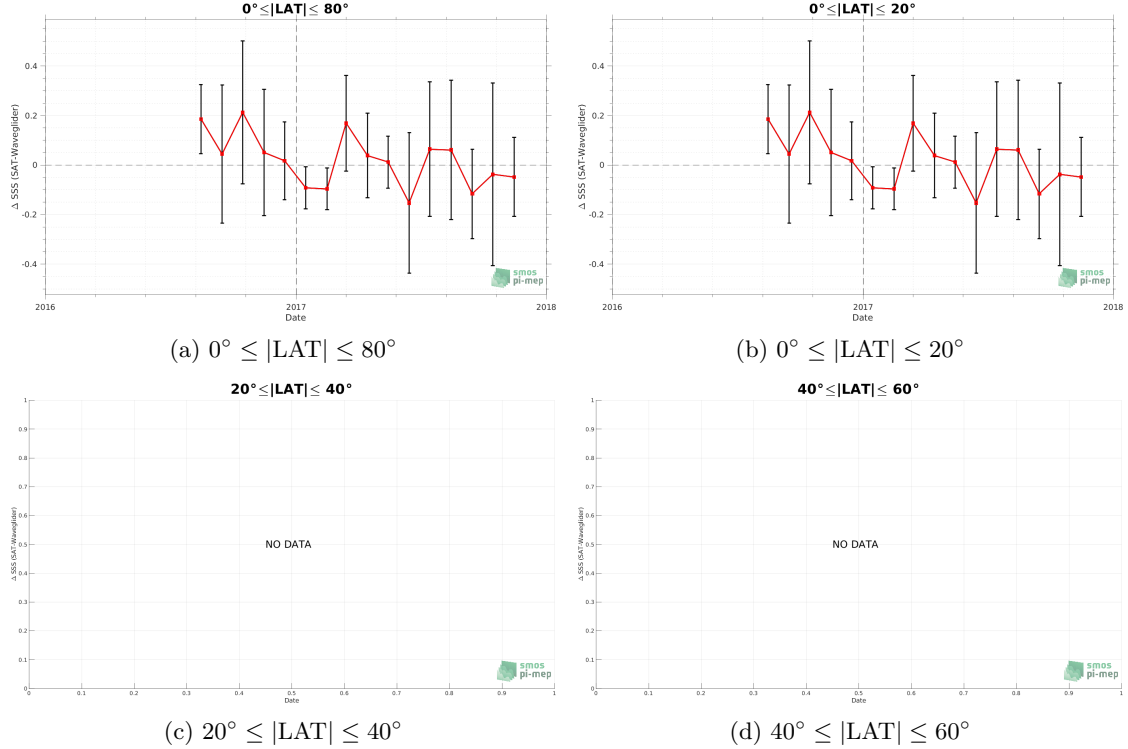 0°≤|LAT|≤ 80°
Δ SSS (SAT-Waveglider)
0.4
0.2
0
-0.2
-0.4
2016
2017
2018
Date
smos
pi-mep
(a) 0° ≤ |LAT| ≤ 80°
0°≤|LAT|≤ 20°
Δ SSS (SAT-Waveglider)
0.4
0.2
0
-0.2
-0.4
2016
2017
2018
Date
smos
pi-mep
(b) 0° ≤ |LAT| ≤ 20°
20°≤|LAT|≤ 40°
Δ SSS (SAT-Waveglider)
1
0.9
0.8
0.7
0.6
0.5
0.4
0.3
0.2
0.1
0
NO DATA
0 0.1 0.2 0.3 0.4 0.5 0.6 0.7 0.8 0.9 1
Date
smos
pi-mep
(c) 20° ≤ |LAT| ≤ 40°
40°≤|LAT|≤ 60°
Δ SSS (SAT-Waveglider)
1
0.9
0.8
0.7
0.6
0.5
0.4
0.3
0.2
0.1
0
NO DATA
0 0.1 0.2 0.3 0.4 0.5 0.6 0.7 0.8 0.9 1
Date
smos
pi-mep
(d) 40° ≤ |LAT| ≤ 60°